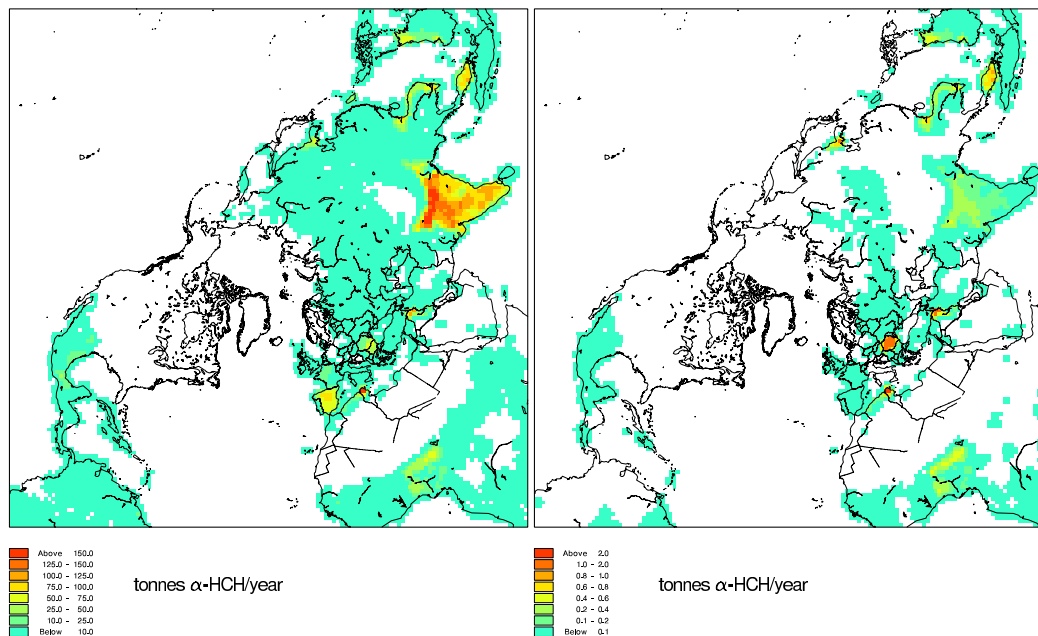 Above 150.0
125.0 - 150.0
100.0 - 125.0
75.0 - 100.0
50.0 - 75.0
25.0 - 50.0
10.0 - 25.0
Below 10.0
tonnes α-HCH/year
Above 2.0
1.0 - 2.0
0.8 - 1.0
0.6 - 0.8
0.4 - 0.6
0.2 - 0.4
0.1 - 0.2
Below 0.1
tonnes α-HCH/year